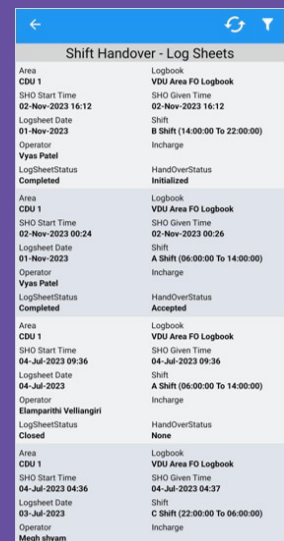 Shift Handover - Log Sheets
Area Logbook
CDU 1 VDU Area FO Logbook
SHO Start Time SHO Given Time
02-Nov-2023 16:12 02-Nov-2023 16:12
Logsheet Date Shift
01-Nov-2023 B Shift (14:00:00 To 22:00:00)
Operator Incharge
Vyas Patel
LogSheetStatus HandOverStatus
Completed Initialized
Area Logbook
CDU 1 VDU Area FO Logbook
SHO Start Time SHO Given Time
02-Nov-2023 00:24 02-Nov-2023 00:26
Logsheet Date Shift
01-Nov-2023 A Shift (06:00:00 To 14:00:00)
Operator Incharge
Vyas Patel
LogSheetStatus HandOverStatus
Completed Accepted
Area Logbook
CDU 1 VDU Area FO Logbook
SHO Start Time SHO Given Time
04-Jul-2023 09:36 04-Jul-2023 09:36
Logsheet Date Shift
04-Jul-2023 A Shift (06:00:00 To 14:00:00)
Operator Incharge
Elamparithi Velliangiri
LogSheetStatus HandOverStatus
Closed None
Area Logbook
CDU 1 VDU Area FO Logbook
SHO Start Time SHO Given Time
04-Jul-2023 04:36 04-Jul-2023 04:37
Logsheet Date Shift
03-Jul-2023 C Shift (22:00:00 To 06:00:00)
Operator Incharge
Megh shyam